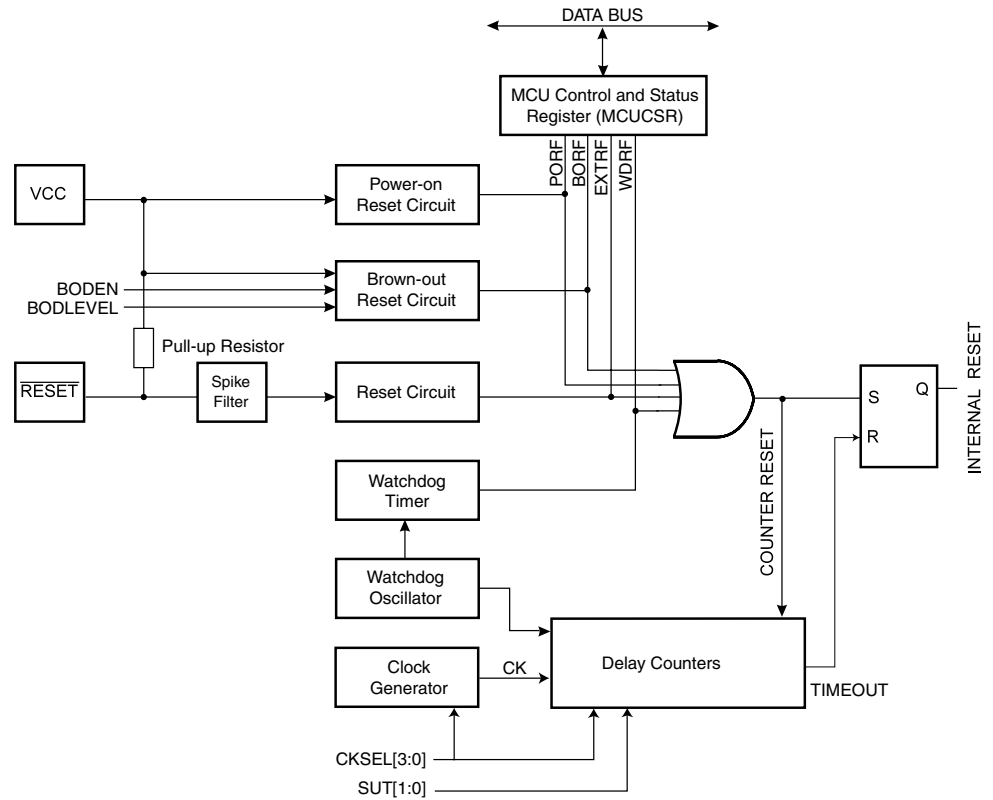 DATA BUS
MCU Control and Status
Register (MCUCSR)
PORF
BORF
EXTRF
WDRF
VCC
Power-on
Reset Circuit
BODEN
BODLEVEL
Brown-out
Reset Circuit
Pull-up Resistor
RESET
Spike
Filter
Reset Circuit
S
Q
R
INTERNAL RESET
COUNTER RESET
Watchdog
Timer
Watchdog
Oscillator
Clock
Generator
CK
Delay Counters
TIMEOUT
CKSEL[3:0]
SUT[1:0]